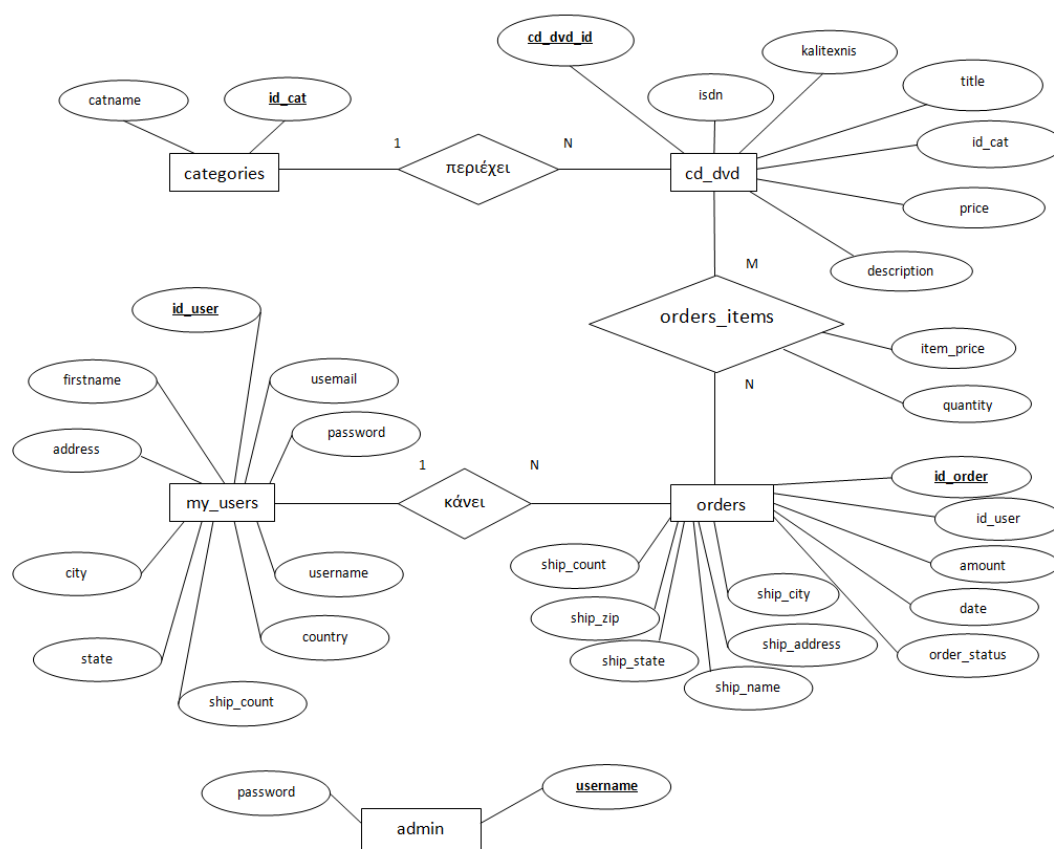 cd_dvd_id
kalitexnis
title
isdn
catname
id_cat
id_cat
1
N
categories
περιέχει
cd_dvd
price
M
description
id_user
orders_items
item_price
firstname
usemail
N
quantity
password
address
1
N
id_order
my_users
κάνει
orders
id_user
ship_count
amount
city
username
ship_city
date
ship_zip
country
ship_address
state
ship_state
order_status
ship_name
ship_count
username
password
admin